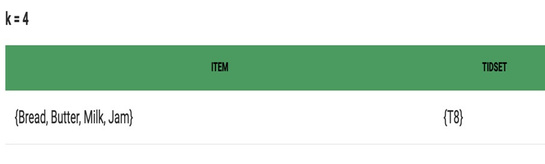 k = 4
ITEM TIDSET
{Bread, Butter, Milk, Jam} {T8}